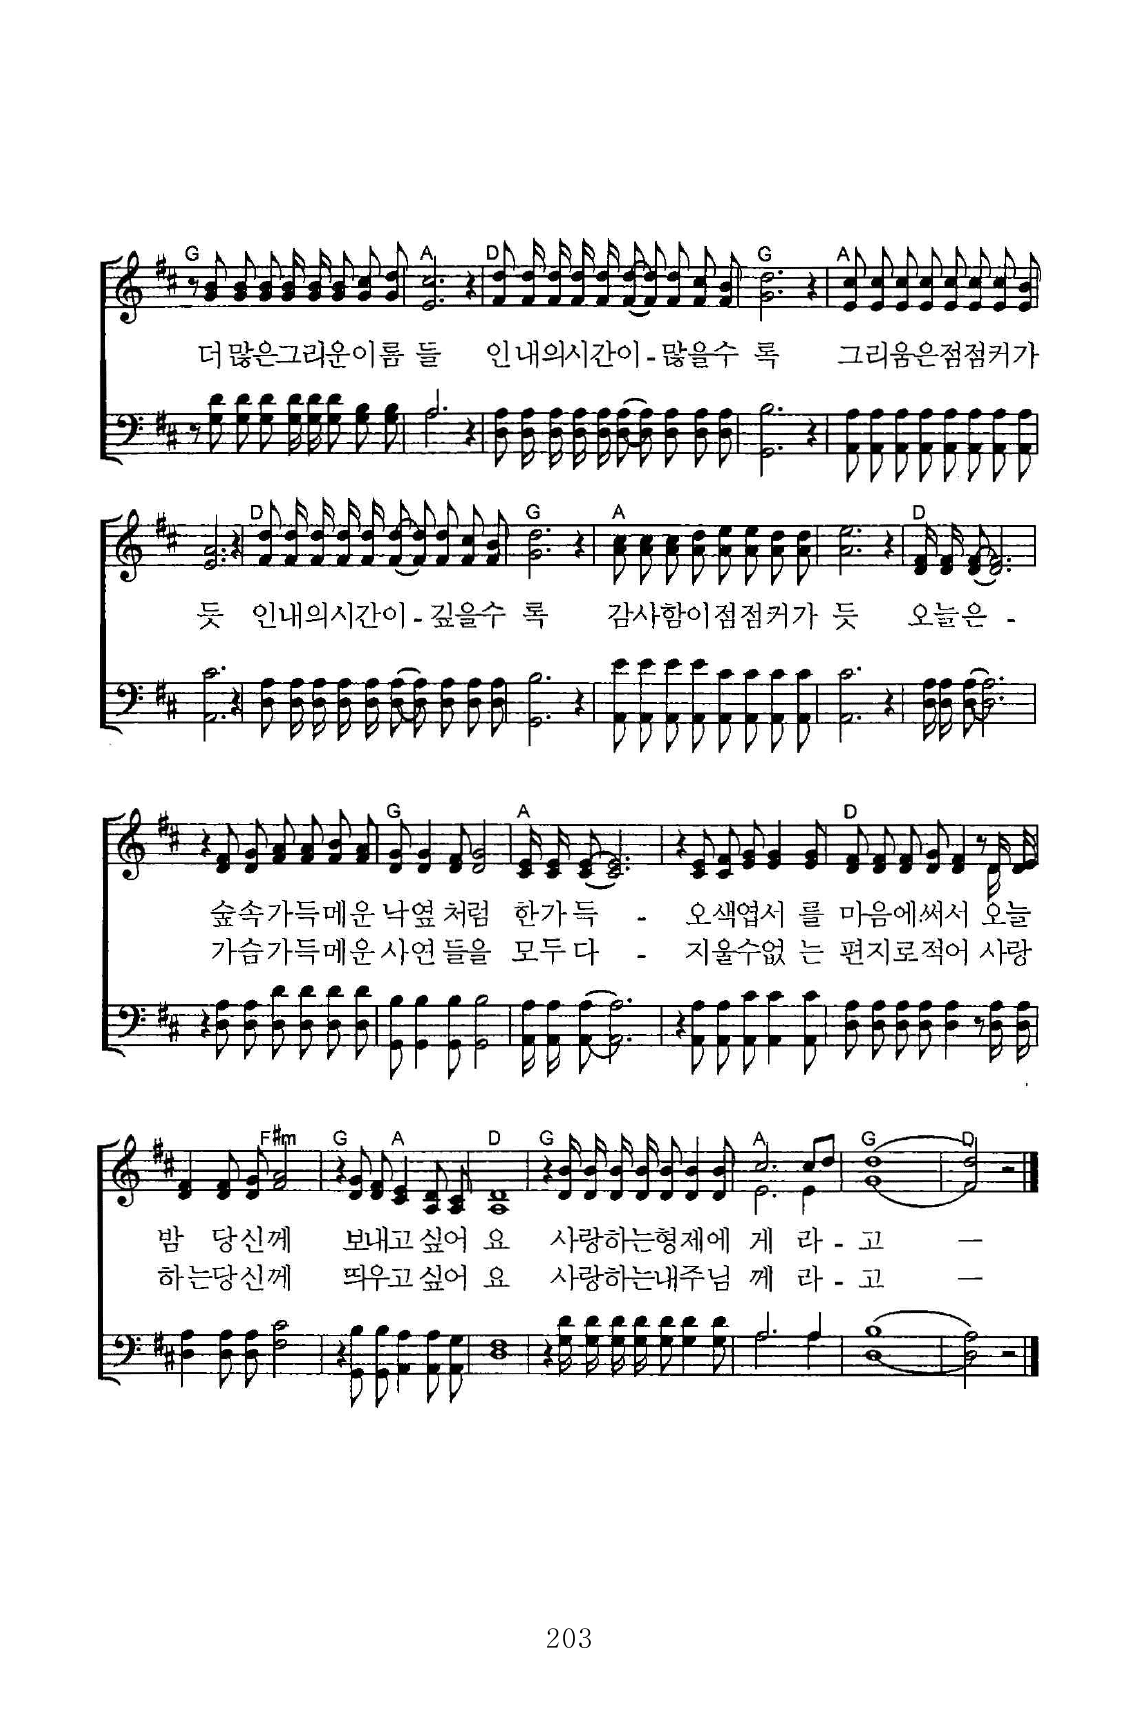 G A D G A
더 많은그리운이름 들 인내의시간이-많을수 록 그리움은점점커가
D G A D
듯 인내의시간이-깊을수 록 감사함이점점커가 듯 오늘은 -
G A D
숲속가득메운 낙옆 처럼 한가 득 - 오색엽서 를 마음에써서 오늘
가슴가득메운 사연 들을 모두 다 - 지울수없 는 편지로적어 사랑
F#m G A D G A G D
밤 당신께 보내고 싶어 요 사랑하는형제에 게 라 - 고 ㅡ
하는당신께 띄우고 싶어 요 사랑하는내주님 께 라 - 고 ㅡ
203